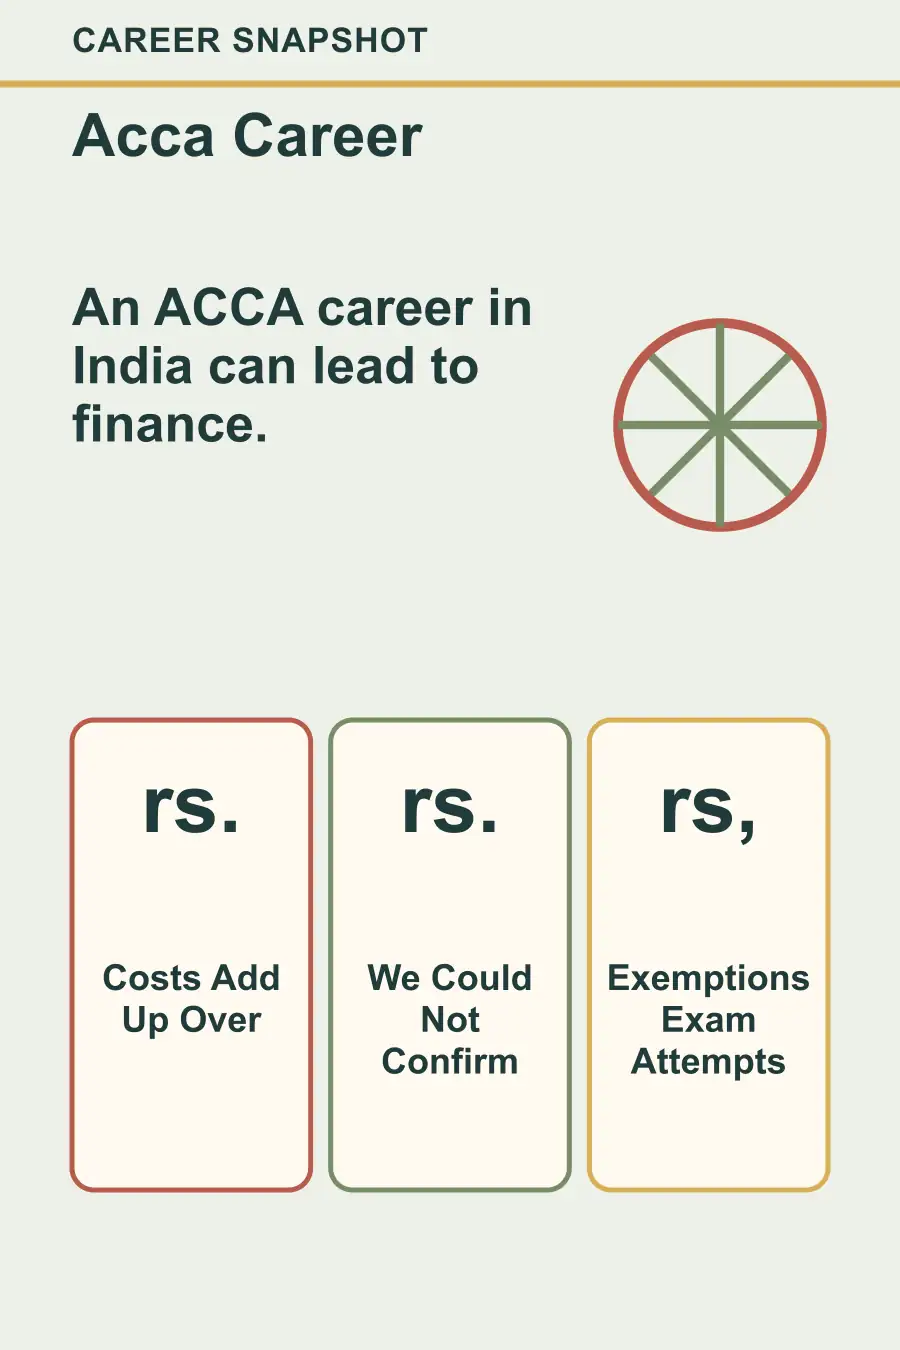 CAREER SNAPSHOT
Acca Career
An ACCA career in
India can lead to
finance.
rs.
Costs Add
Up Over
rs.
We Could
Not
Confirm
rs,
Exemptions
Exam
Attempts